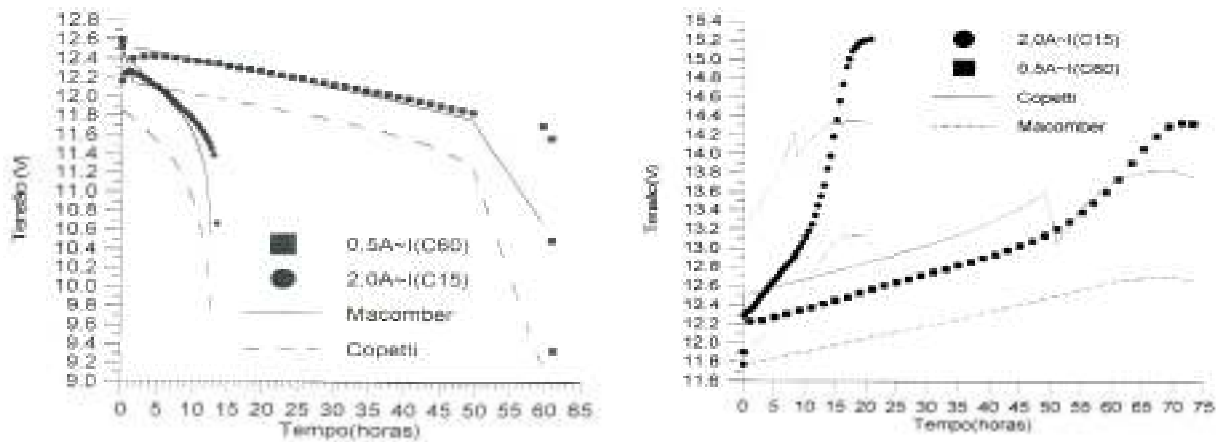 12.8
12.6
12.4
12.2
12.0
11.8
11.6
11.4
11.2
11.0
10.8
10.6
10.4
10.2
10.0
9.8
9.6
9.4
9.2
9.0
Tensão(V)
0 5 10 15 20 25 30 35 40 45 50 55 60 65
Tempo(horas)
0.5A~I(C60)
2.0A~I(C15)
Macomber
Copetti
15.4
15.2
15.0
14.8
14.6
14.4
14.2
14.0
13.8
13.6
13.4
13.2
13.0
12.8
12.6
12.4
12.2
12.0
11.8
11.6
Tensão(V)
0 5 10 15 20 25 30 35 40 45 50 55 60 65 70 75
Tempo(horas)
2.0A~I(C15)
0.5A~I(C60)
Copetti
Macomber